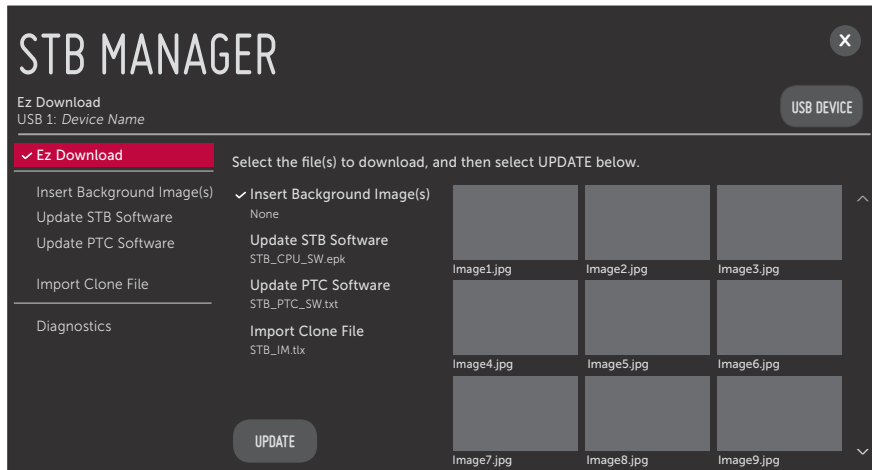 STB MANAGER
X
Ez Download
USB 1: Device Name
USB DEVICE
✓ Ez Download
Insert Background Image(s)
Update STB Software
Update PTC Software
Import Clone File
Diagnostics
Select the file(s) to download, and then select UPDATE below.
✓ Insert Background Image(s)
None
Update STB Software
STB_CPU_SW.epk
Update PTC Software
STB_PTC_SW.txt
Import Clone File
STB_IM.tlx
UPDATE
Image1.jpg Image2.jpg Image3.jpg
Image4.jpg Image5.jpg Image6.jpg
Image7.jpg Image8.jpg Image9.jpg